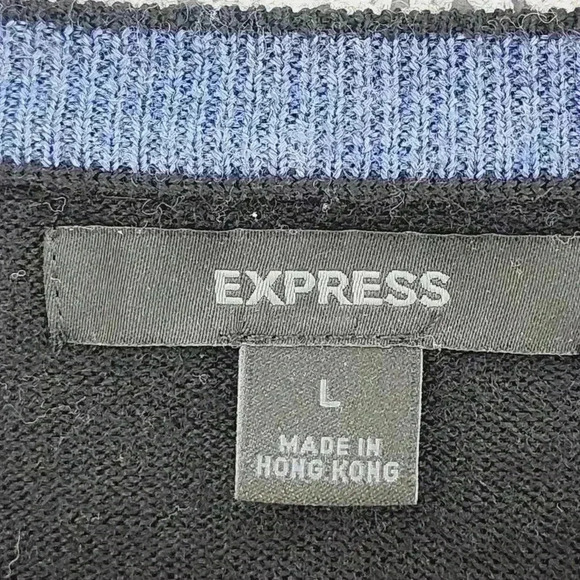 EXPRESS
L
MADE IN
HONG KONG